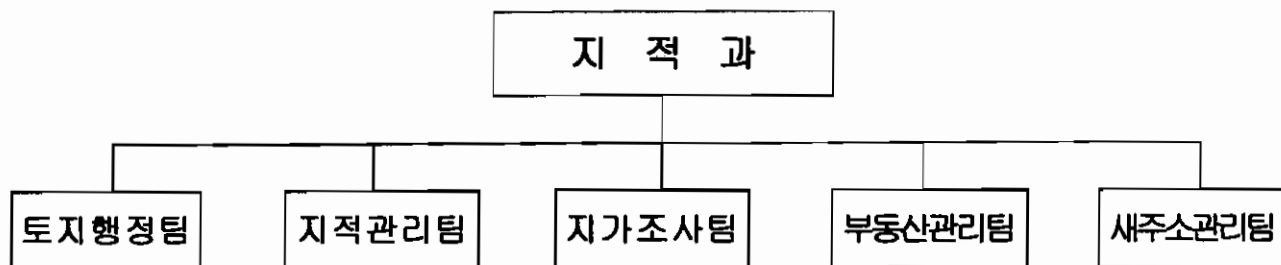 지 적 과
토지행정팀
지적관리팀
지가조사팀
부동산관리팀
새주소관리팀